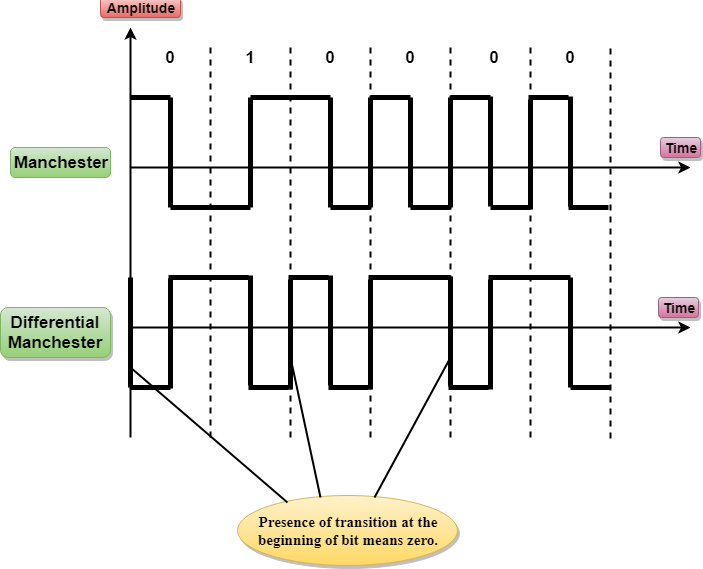 Amplitude
0 1 0 0 0 0
Manchester
Time
Differential
Manchester
Time
Presence of transition at the
beginning of bit means zero.